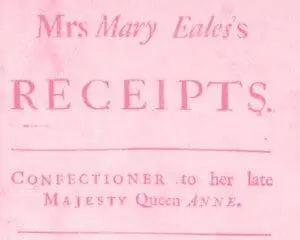 Mrs Mary Eales's
RECEIPTS.
CONFECTIONER to her late
MAJESTY Queen ANNE.